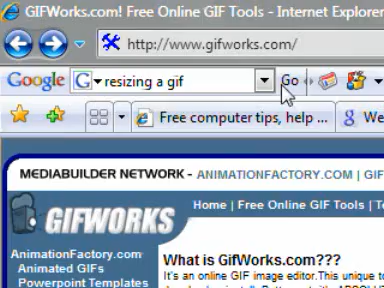 GIFWorks.com! Free Online GIF Tools - Internet Explorer
http://www.gifworks.com/
Google G resizing a gif Go
Free computer tips, help ... We
MEDIABUILDER NETWORK - ANIMATIONFACTORY.COM | GIF
GIFWORKS Home | Free Online GIF Tools | T
AnimationFactory.com
Animated GIFs
Powerpoint Templates
What is GifWorks.com???
It's an online GIF image editor.This unique to